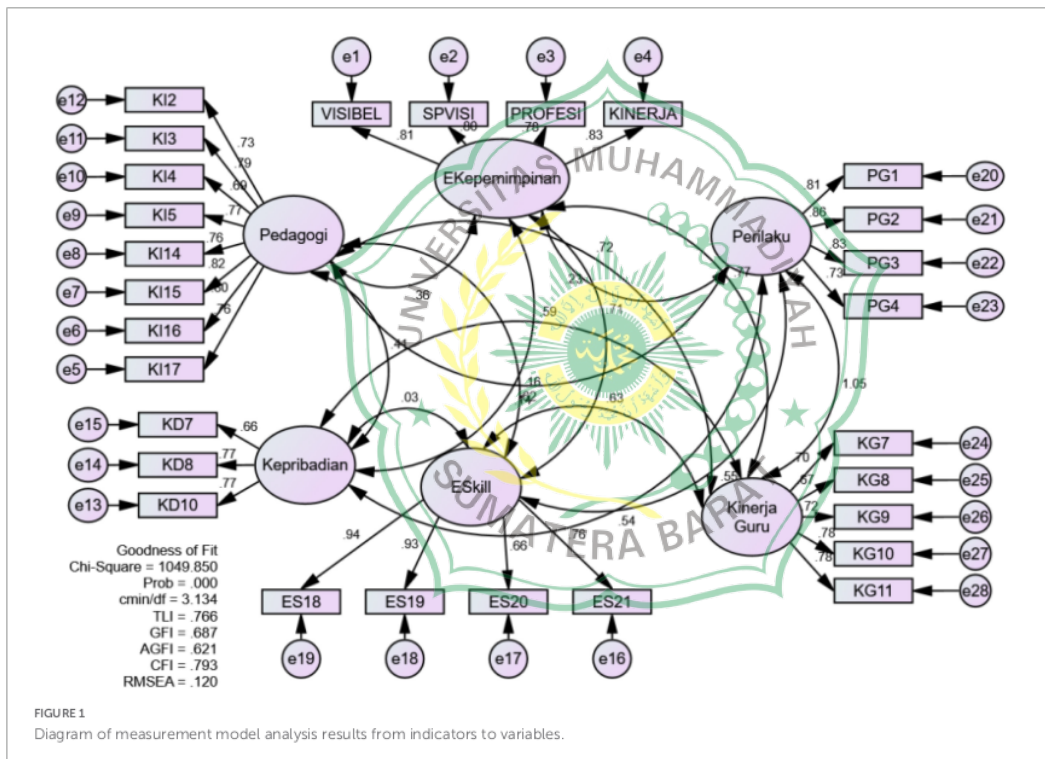 e1
e2
e3
e4
VISIBEL
SPVISI
PROFESI
KINERJA
.81
.80
.78
.83
EKepemimpinan
e12
KI2
e11
KI3
e10
KI4
e9
KI5
e8
KI14
e7
KI15
e6
KI16
e5
KI17
.73
.79
.69
.77
.76
.82
.80
.76
Pedagogi
Perilaku
.81
.86
.83
.73
PG1
e20
PG2
e21
PG3
e22
PG4
e23
UNIVERSITAS MUHAMMADIYAH
SUMATERA BARAT
.72
.23
.77
.71
.36
.59
.41
.16
.63
.03
1.05
.55
.54
e15
KD7
e14
KD8
e13
KD10
.66
.77
.77
Kepribadian
ESkill
Kinerja
Guru
.70
.67
.72
.78
.78
KG7
e24
KG8
e25
KG9
e26
KG10
e27
KG11
e28
.94
.93
.66
.76
ES18
ES19
ES20
ES21
e19
e18
e17
e16
Goodness of Fit
Chi-Square = 1049.850
Prob = .000
cmin/df = 3.134
TLI = .766
GFI = .687
AGFI = .621
CFI = .793
RMSEA = .120
FIGURE 1
Diagram of measurement model analysis results from indicators to variables.